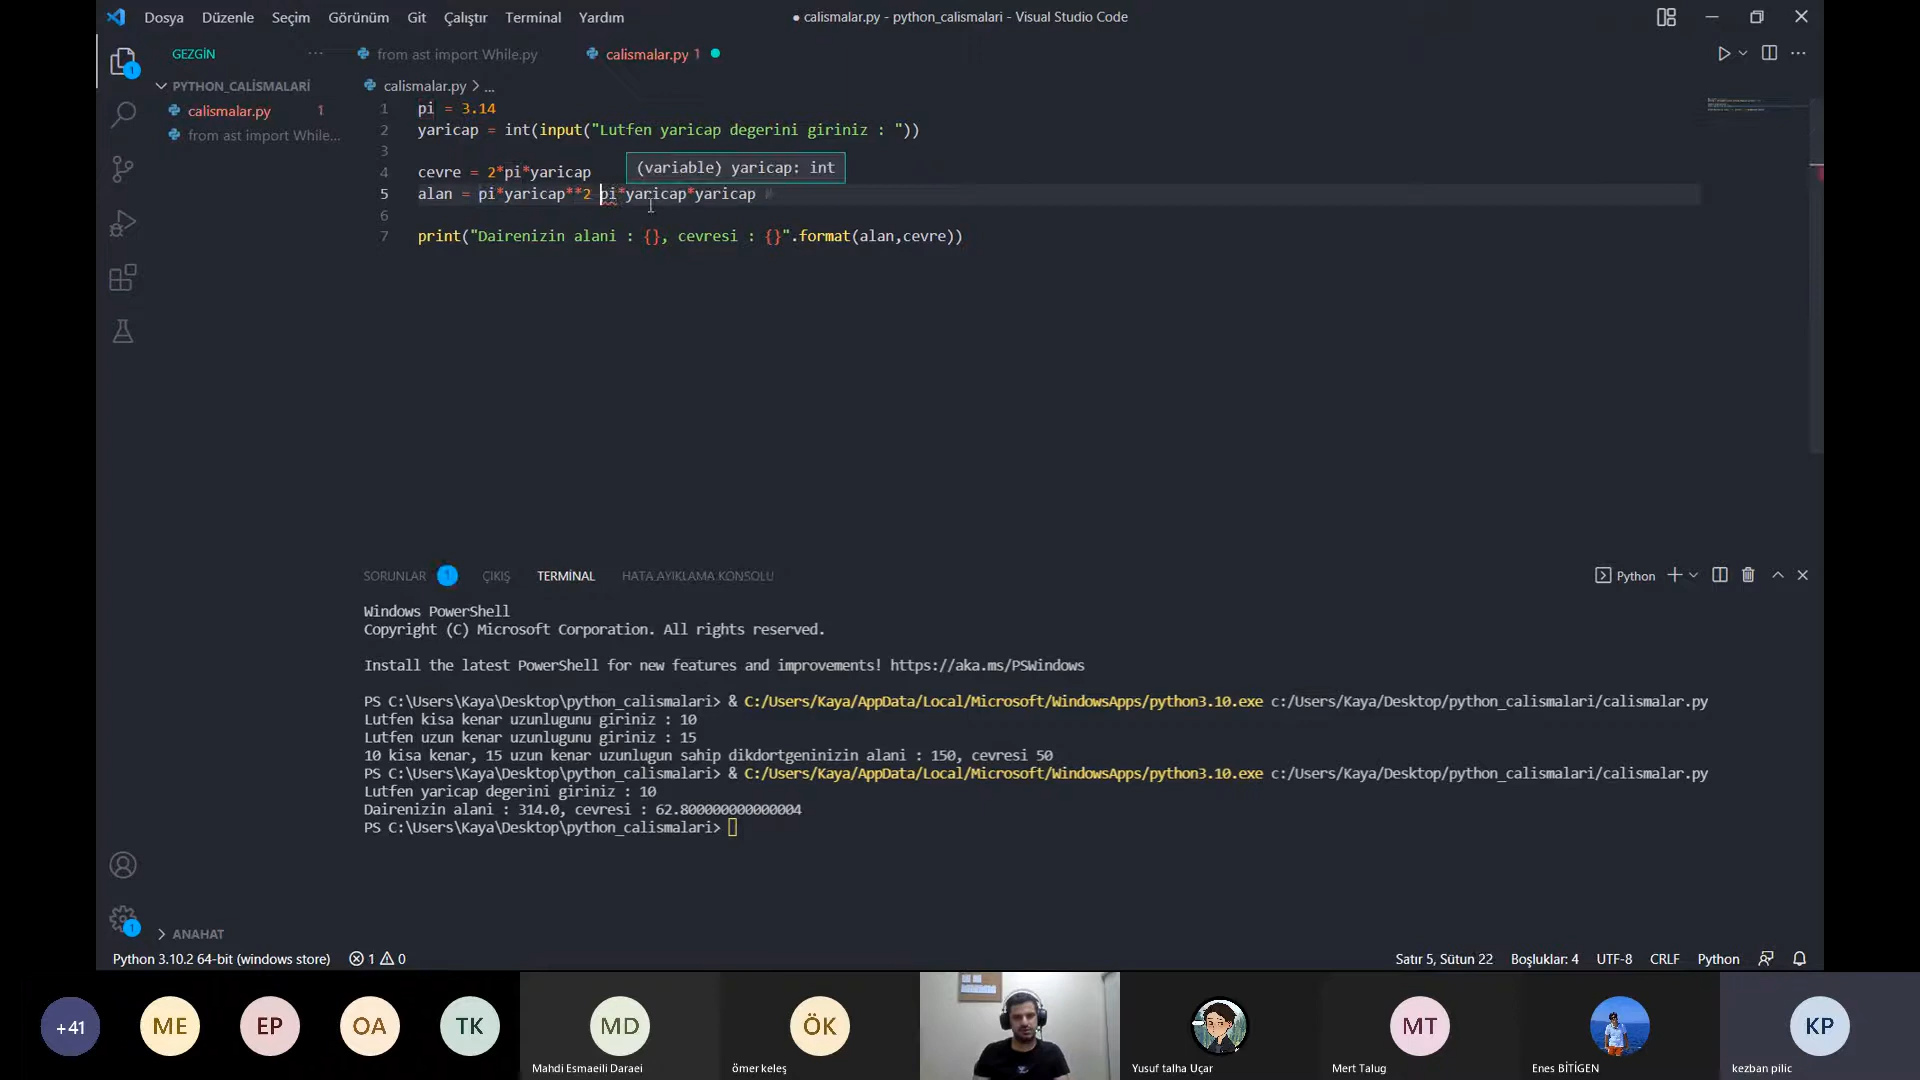 Dosya Düzenle Seçim Görünüm Git Çalıştır Terminal Yardım
● calismalar.py - python_calismalari - Visual Studio Code
GEZGİN ...
from ast import While.py
calismalar.py 1
PYTHON_CALİSMALARİ
calismalar.py 1
from ast import While...
calismalar.py > ...
1 pi = 3.14
2 yaricap = int(input("Lutfen yaricap degerini giriniz : "))
3
4 cevre = 2*pi*yaricap
(variable) yaricap: int
5 alan = pi*yaricap**2 pi*yaricap*yaricap #
6
7 print("Dairenizin alani : {}, cevresi : {}".format(alan,cevre))
SORUNLAR 1 ÇIKIŞ TERMİNAL HATA AYIKLAMA KONSOLU
Python
Windows PowerShell
Copyright (C) Microsoft Corporation. All rights reserved.
Install the latest PowerShell for new features and improvements! https://aka.ms/PSWindows
PS C:\Users\Kaya\Desktop\python_calismalari> & C:/Users/Kaya/AppData/Local/Microsoft/WindowsApps/python3.10.exe c:/Users/Kaya/Desktop/python_calismalari/calismalar.py
Lutfen kisa kenar uzunlugunu giriniz : 10
Lutfen uzun kenar uzunlugunu giriniz : 15
10 kisa kenar, 15 uzun kenar uzunlugun sahip dikdortgeninizin alani : 150, cevresi 50
PS C:\Users\Kaya\Desktop\python_calismalari> & C:/Users/Kaya/AppData/Local/Microsoft/WindowsApps/python3.10.exe c:/Users/Kaya/Desktop/python_calismalari/calismalar.py
Lutfen yaricap degerini giriniz : 10
Dairenizin alani : 314.0, cevresi : 62.800000000000004
PS C:\Users\Kaya\Desktop\python_calismalari>
1
1
ANAHAT
Python 3.10.2 64-bit (windows store) 1 0
Satır 5, Sütun 22 Boşluklar: 4 UTF-8 CRLF Python
+41 ME EP OA TK MD ÖK MT KP
Mahdi Esmaeili Daraei ömer keleş Yusuf talha Uçar Mert Talug Enes BİTİGEN kezban pilic